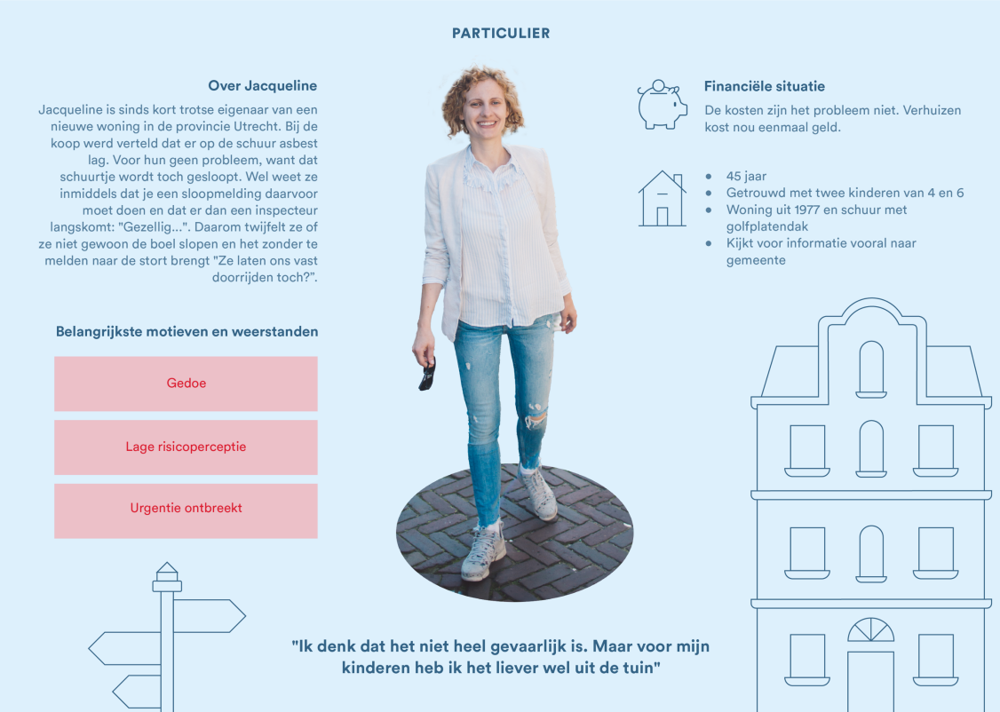 PARTICULIER
Over Jacqueline
Jacqueline is sinds kort trotse eigenaar van een
nieuwe woning in de provincie Utrecht. Bij de
koop werd verteld dat er op de schuur asbest
lag. Voor hun geen probleem, want dat
schuurtje wordt toch gesloopt. Wel weet ze
inmiddels dat je een sloopmelding daarvoor
moet doen en dat er dan een inspecteur
langskomt: "Gezellig...". Daarom twijfelt ze of
ze niet gewoon de boel slopen en het zonder te
melden naar de stort brengt "Ze laten ons vast
doorrijden toch?".
Belangrijkste motieven en weerstanden
Gedoe
Lage risicoperceptie
Urgentie ontbreekt
Financiële situatie
De kosten zijn het probleem niet. Verhuizen
kost nou eenmaal geld.
● 45 jaar
● Getrouwd met twee kinderen van 4 en 6
● Woning uit 1977 en schuur met
golfplatendak
● Kijkt voor informatie vooral naar
gemeente
"Ik denk dat het niet heel gevaarlijk is. Maar voor mijn
kinderen heb ik het liever wel uit de tuin"